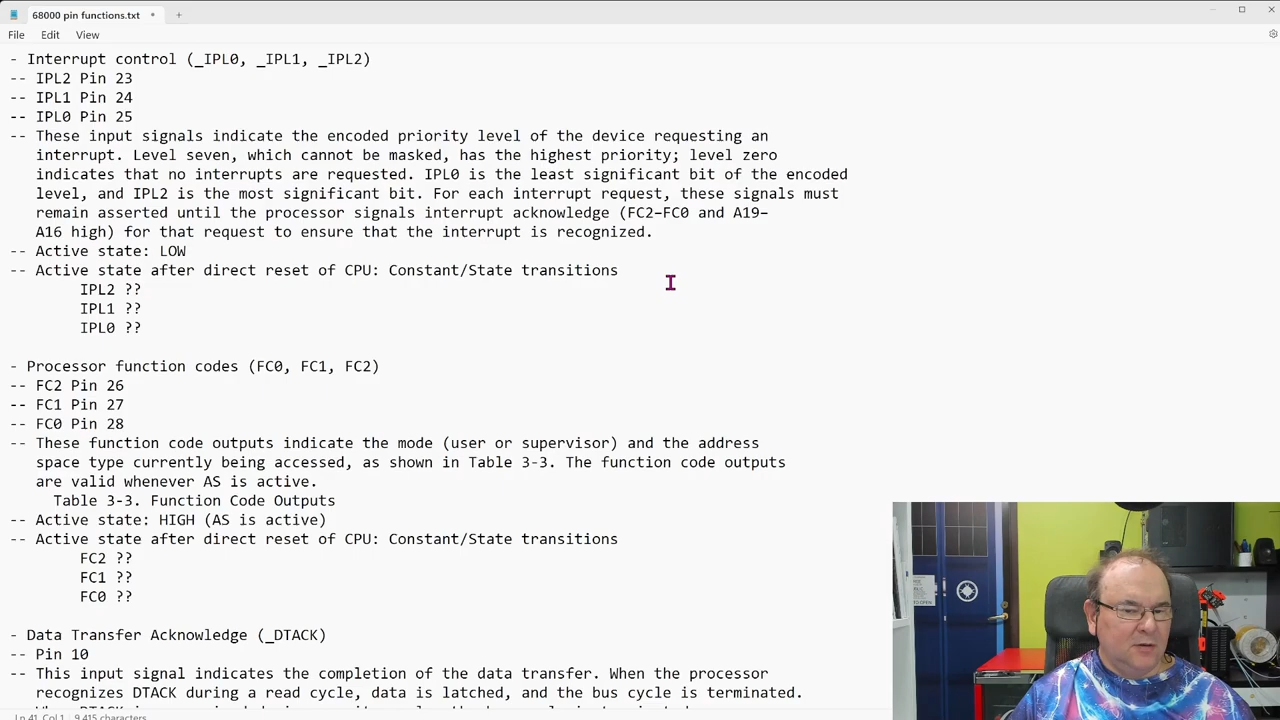 68000 pin functions.txt
File Edit View
- Interrupt control (_IPL0, _IPL1, _IPL2)
-- IPL2 Pin 23
-- IPL1 Pin 24
-- IPL0 Pin 25
-- These input signals indicate the encoded priority level of the device requesting an
interrupt. Level seven, which cannot be masked, has the highest priority; level zero
indicates that no interrupts are requested. IPL0 is the least significant bit of the encoded
level, and IPL2 is the most significant bit. For each interrupt request, these signals must
remain asserted until the processor signals interrupt acknowledge (FC2–FC0 and A19–
A16 high) for that request to ensure that the interrupt is recognized.
-- Active state: LOW
-- Active state after direct reset of CPU: Constant/State transitions
IPL2 ??
IPL1 ??
IPL0 ??
- Processor function codes (FC0, FC1, FC2)
-- FC2 Pin 26
-- FC1 Pin 27
-- FC0 Pin 28
-- These function code outputs indicate the mode (user or supervisor) and the address
space type currently being accessed, as shown in Table 3-3. The function code outputs
are valid whenever AS is active.
Table 3-3. Function Code Outputs
-- Active state: HIGH (AS is active)
-- Active state after direct reset of CPU: Constant/State transitions
FC2 ??
FC1 ??
FC0 ??
- Data Transfer Acknowledge (_DTACK)
-- Pin 10
-- This input signal indicates the completion of the data transfer. When the processor
recognizes DTACK during a read cycle, data is latched, and the bus cycle is terminated.
Ln 41, Col 1 9,415 characters